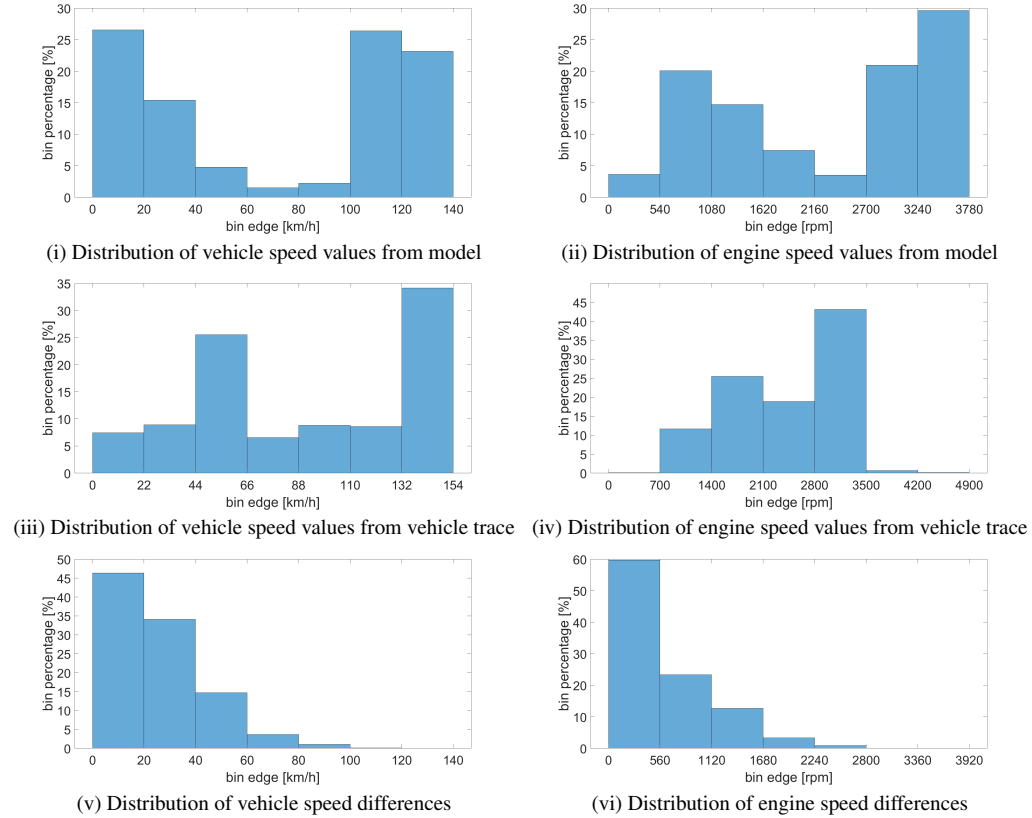 30
25
20
15
10
5
0
bin percentage [%]
0 20 40 60 80 100 120 140
bin edge [km/h]
(i) Distribution of vehicle speed values from model
30
25
20
15
10
5
0
bin percentage [%]
0 540 1080 1620 2160 2700 3240 3780
bin edge [rpm]
(ii) Distribution of engine speed values from model
35
30
25
20
15
10
5
0
bin percentage [%]
0 22 44 66 88 110 132 154
bin edge [km/h]
(iii) Distribution of vehicle speed values from vehicle trace
45
40
35
30
25
20
15
10
5
0
bin percentage [%]
0 700 1400 2100 2800 3500 4200 4900
bin edge [rpm]
(iv) Distribution of engine speed values from vehicle trace
50
45
40
35
30
25
20
15
10
5
0
bin percentage [%]
0 20 40 60 80 100 120 140
bin edge [km/h]
(v) Distribution of vehicle speed differences
60
50
40
30
20
10
0
bin percentage [%]
0 560 1120 1680 2240 2800 3360 3920
bin edge [rpm]
(vi) Distribution of engine speed differences